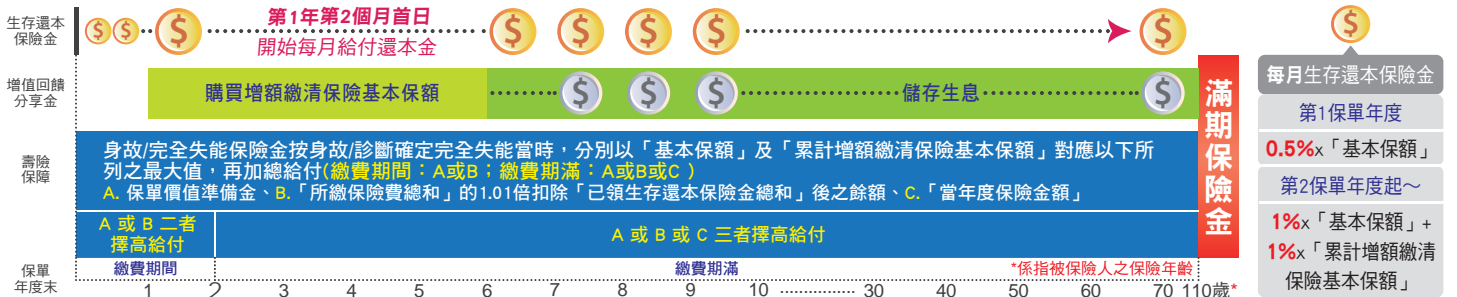 生存還本
保險金
第1年第2個月首日
開始每月給付還本金
增值回饋
分享金
購買增額繳清保險基本保額
儲存生息
壽險
保障
身故/完全失能保險金按身故/診斷確定完全失能當時，分別以「基本保額」及「累計增額繳清保險基本保額」對應以下所
列之最大值，再加總給付(繳費期間：A或B；繳費期滿：A或B或C )
A. 保單價值準備金、B.「所繳保險費總和」的1.01倍扣除「已領生存還本保險金總和」後之餘額、C.「當年度保險金額」
A 或 B 二者
擇高給付
A 或 B 或 C 三者擇高給付
滿期保險金
繳費期間
繳費期滿
*係指被保險人之保險年齡
保單
年度末
1 2 3 4 5 6 7 8 9 10 ............... 30 40 50 60 70 110歲*
每月生存還本保險金
第1保單年度
0.5%x「基本保額」
第2保單年度起～
1%x「基本保額」+
1%x「累計增額繳清
保險基本保額」